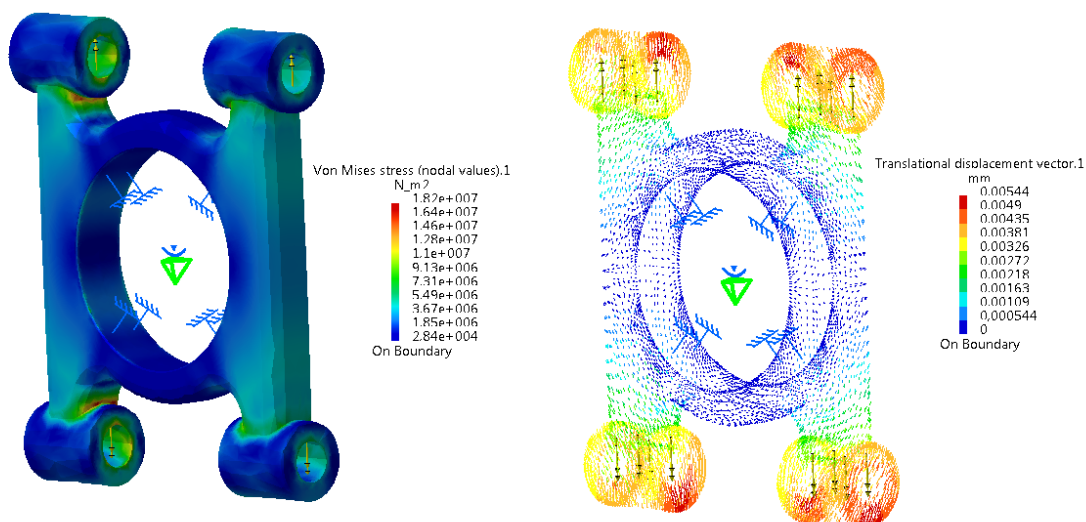 Von Mises stress (nodal values).1
N_m2
1.82e+007
1.64e+007
1.46e+007
1.28e+007
1.1e+007
9.13e+006
7.31e+006
5.49e+006
3.67e+006
1.85e+006
2.84e+004
On Boundary
Translational displacement vector.1
mm
0.00544
0.0049
0.00435
0.00381
0.00326
0.00272
0.00218
0.00163
0.00109
0.000544
0
On Boundary